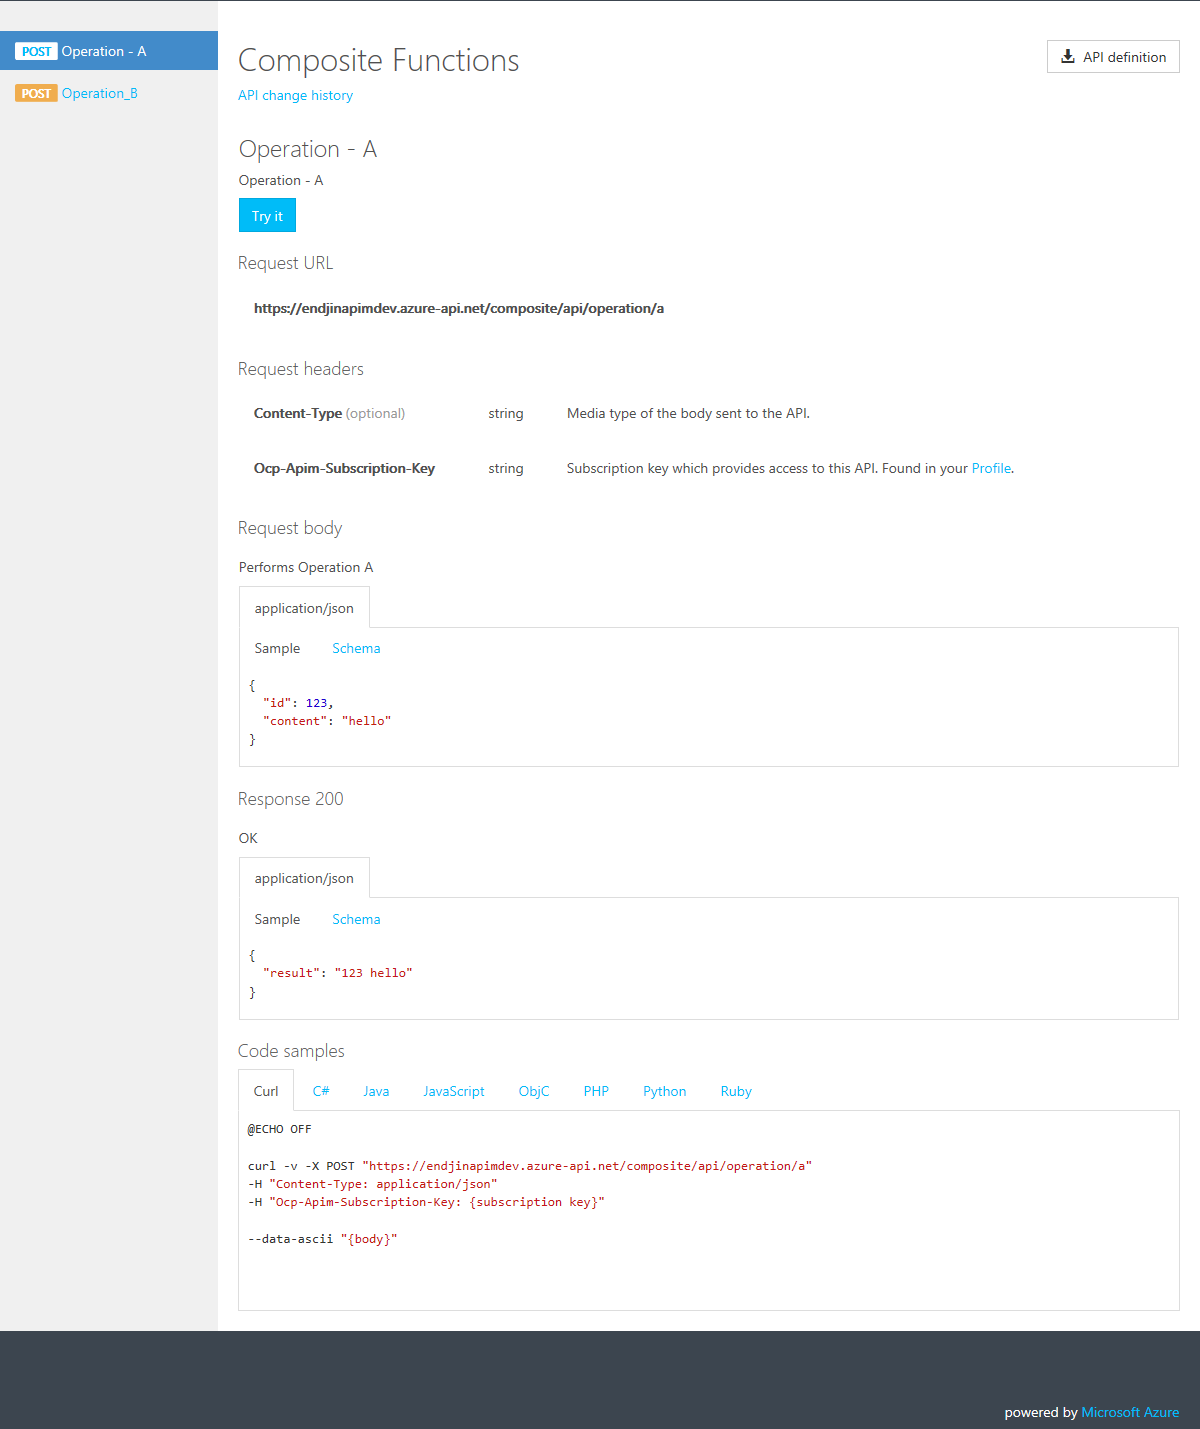 POST Operation - A
POST Operation_B
Composite Functions
API definition
API change history
Operation - A
Operation - A
Try it
Request URL
https://endjinapimdev.azure-api.net/composite/api/operation/a
Request headers
Content-Type (optional) string Media type of the body sent to the API.
Ocp-Apim-Subscription-Key string Subscription key which provides access to this API. Found in your Profile.
Request body
Performs Operation A
application/json
Sample Schema
{
  "id": 123,
  "content": "hello"
}
Response 200
OK
application/json
Sample Schema
{
  "result": "123 hello"
}
Code samples
Curl C# Java JavaScript ObjC PHP Python Ruby
@ECHO OFF
curl -v -X POST "https://endjinapimdev.azure-api.net/composite/api/operation/a"
-H "Content-Type: application/json"
-H "Ocp-Apim-Subscription-Key: {subscription key}"
--data-ascii "{body}"
powered by Microsoft Azure